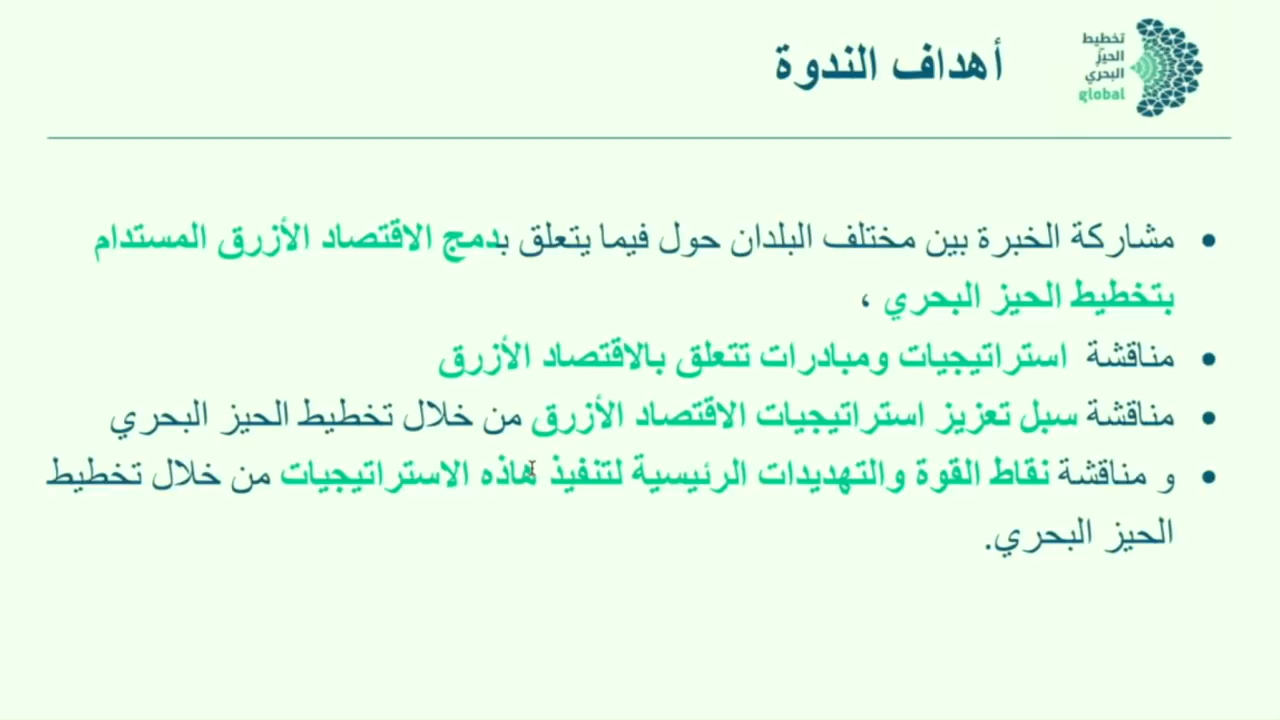 أهداف الندوة
تخطيط
الحيّز
البحري
global
• مشاركة الخبرة بين مختلف البلدان حول فيما يتعلق بدمج الاقتصاد الأزرق المستدام
بتخطيط الحيز البحري ،
• مناقشة استراتيجيات ومبادرات تتعلق بالاقتصاد الأزرق
• مناقشة سبل تعزيز استراتيجيات الاقتصاد الأزرق من خلال تخطيط الحيز البحري
• و مناقشة نقاط القوة والتهديدات الرئيسية لتنفيذ هاذه الاستراتيجيات من خلال تخطيط
الحيز البحري.